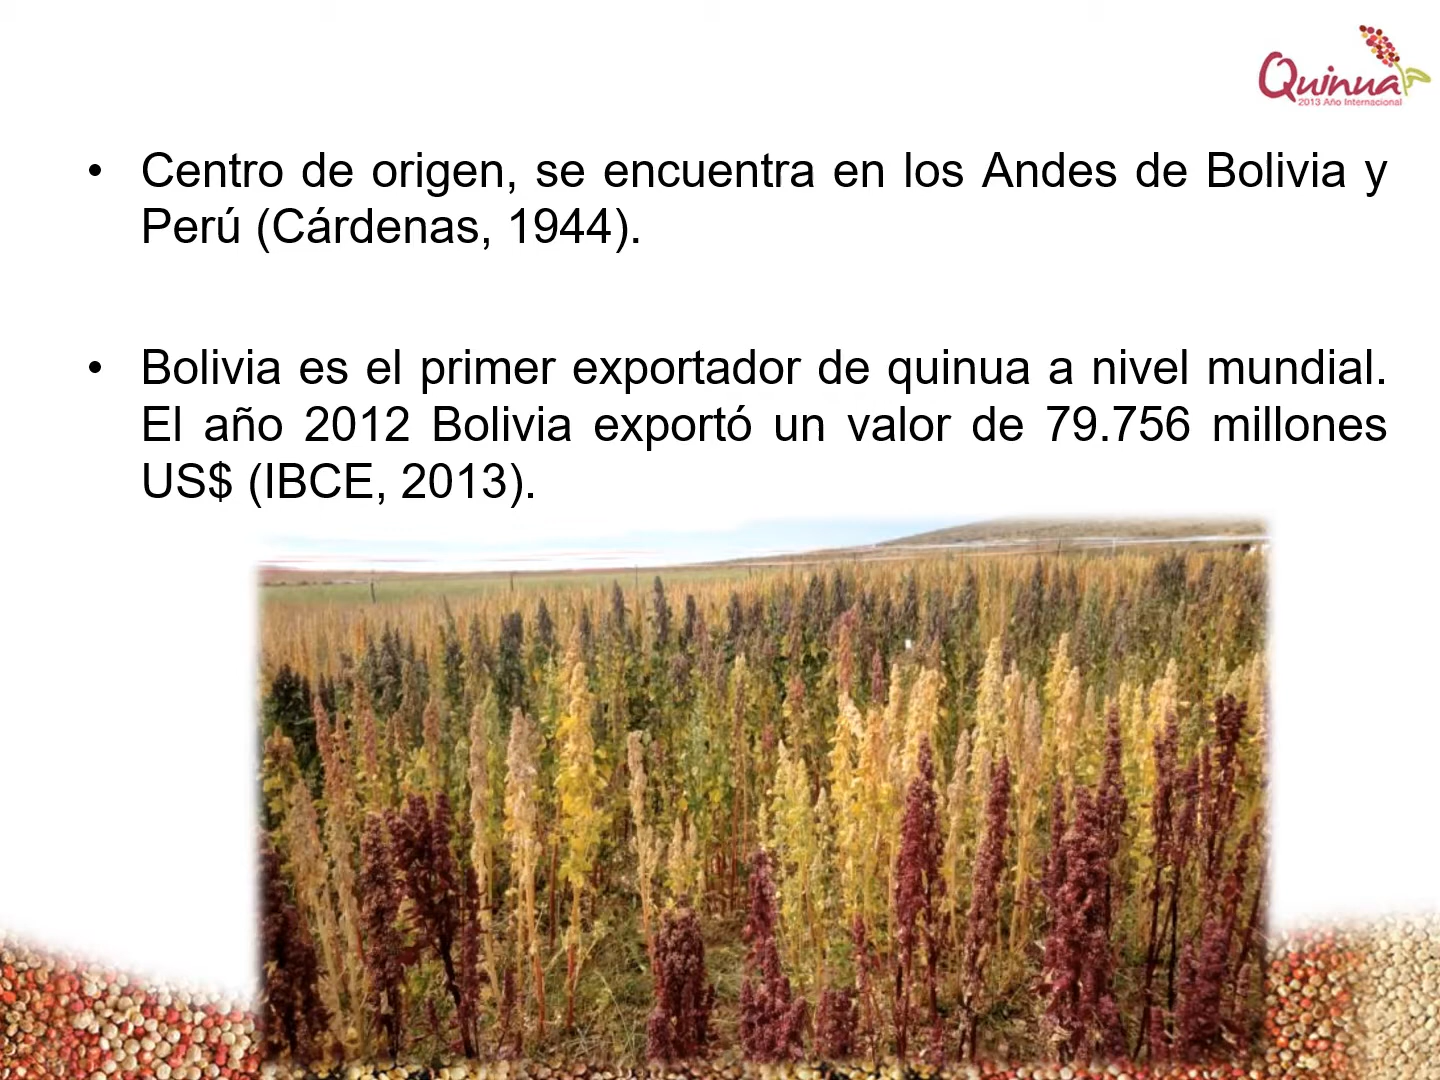 Quinua
2013 Año Internacional
• Centro de origen, se encuentra en los Andes de Bolivia y
Perú (Cárdenas, 1944).
• Bolivia es el primer exportador de quinua a nivel mundial.
El año 2012 Bolivia exportó un valor de 79.756 millones
US$ (IBCE, 2013).